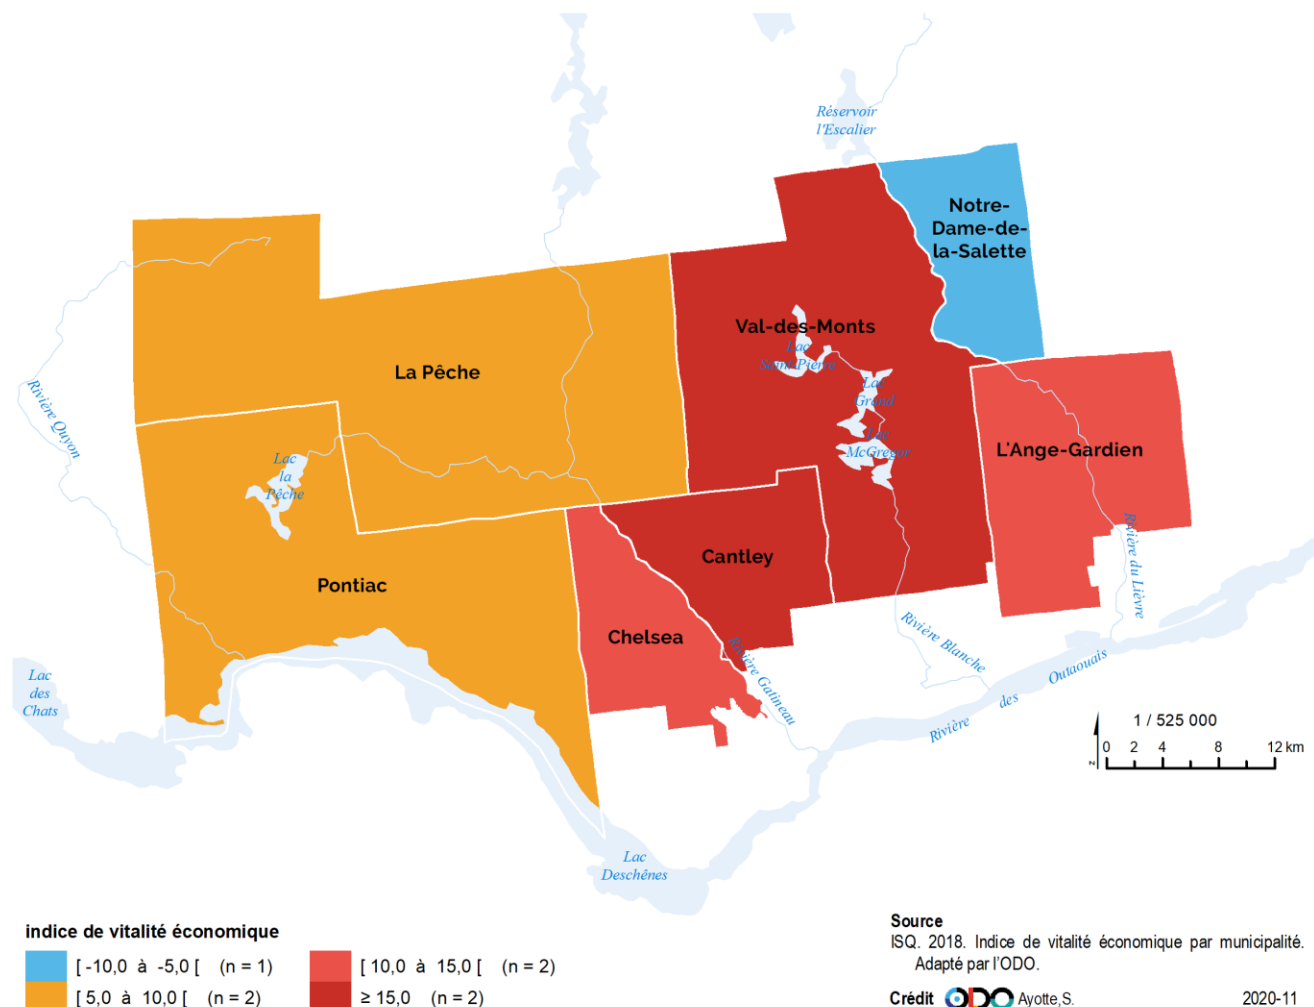 Réservoir
l'Escalier
Notre-
Dame-de-
la-Salette
Val-des-Monts
Lac
Saint Pierre
La Pêche
Lac
Grand
Rivière Quyon
Lac
McGregor
L'Ange-Gardien
Lac
la
Pêche
Rivière du Lièvre
Cantley
Pontiac
Chelsea
Rivière Gatineau
Rivière Blanche
Lac
des
Chats
Rivière des Outaouais
1 / 525 000
N
0 2 4 8 12 km
Lac
Deschênes
indice de vitalité économique
[ -10,0 à -5,0 [ (n = 1)
[ 5,0 à 10,0 [ (n = 2)
[ 10,0 à 15,0 [ (n = 2)
≥ 15,0 (n = 2)
Source
ISQ. 2018. Indice de vitalité économique par municipalité.
Adapté par l'ODO.
Crédit ODO Ayotte,S. 2020-11